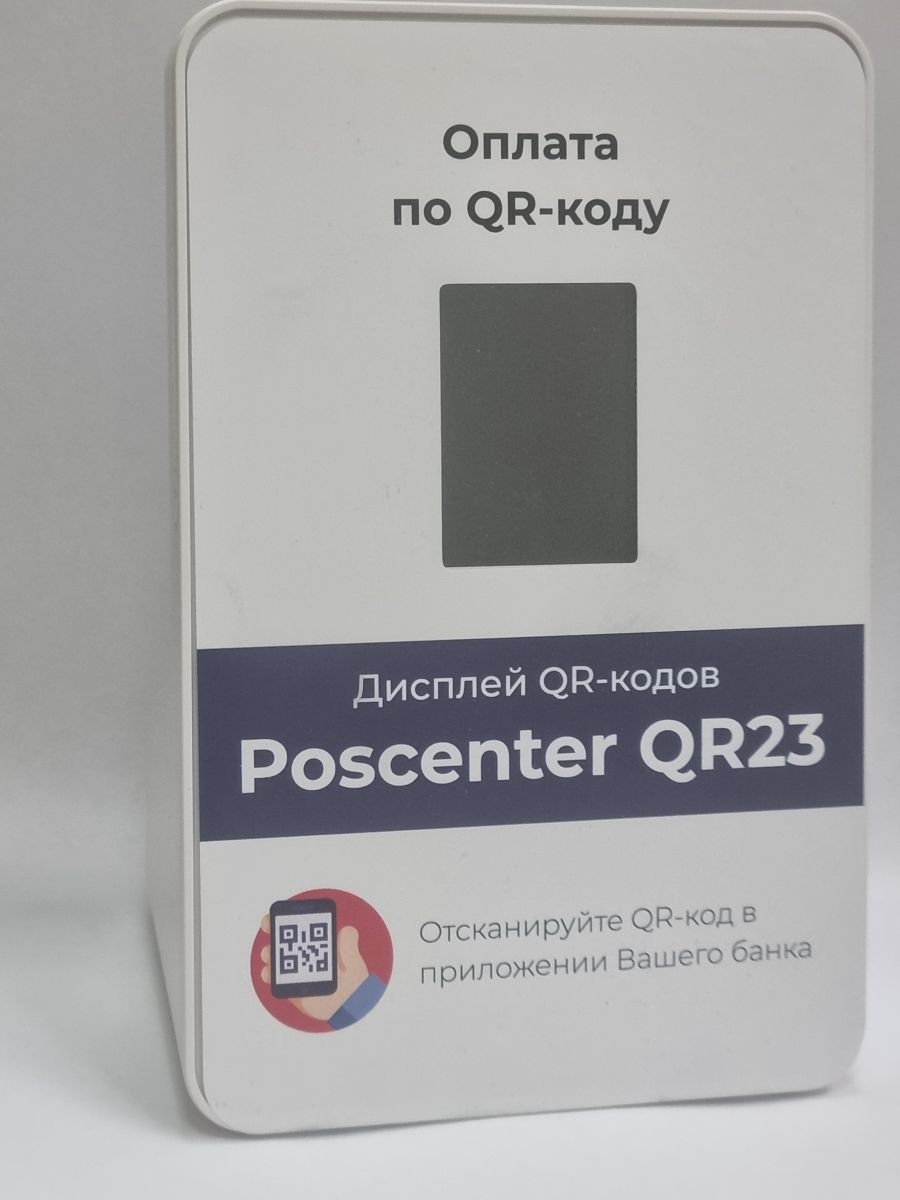 Оплата
по QR-коду
Дисплей QR-кодов
Poscenter QR23
Отсканируйте QR-код в
приложении Вашего банка